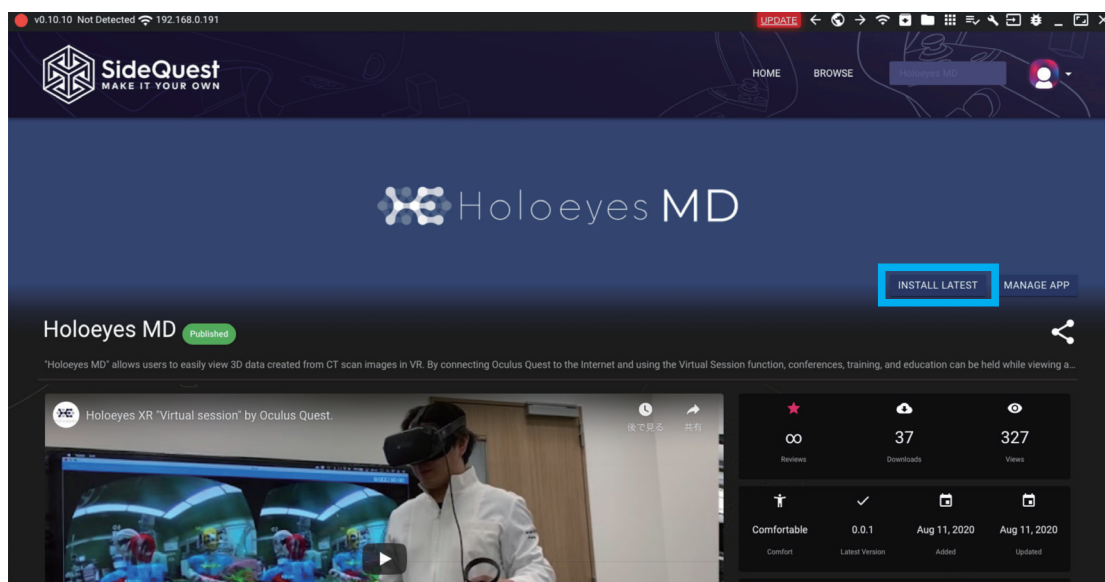 v0.10.10 Not Detected 192.168.0.191
UPDATE
SideQuest
MAKE IT YOUR OWN
HOME BROWSE Holoeyes MD
Holoeyes MD
INSTALL LATEST MANAGE APP
Holoeyes MD Published
"Holoeyes MD" allows users to easily view 3D data created from CT scan images in VR. By connecting Oculus Quest to the Internet and using the Virtual Session function, conferences, training, and education can be held while viewing a...
Holoeyes XR "Virtual session" by Oculus Quest.
後で見る 共有
∞ 37 327
Reviews Downloads Views
Comfortable 0.0.1 Aug 11, 2020 Aug 11, 2020
Comfort Latest Version Added Updated